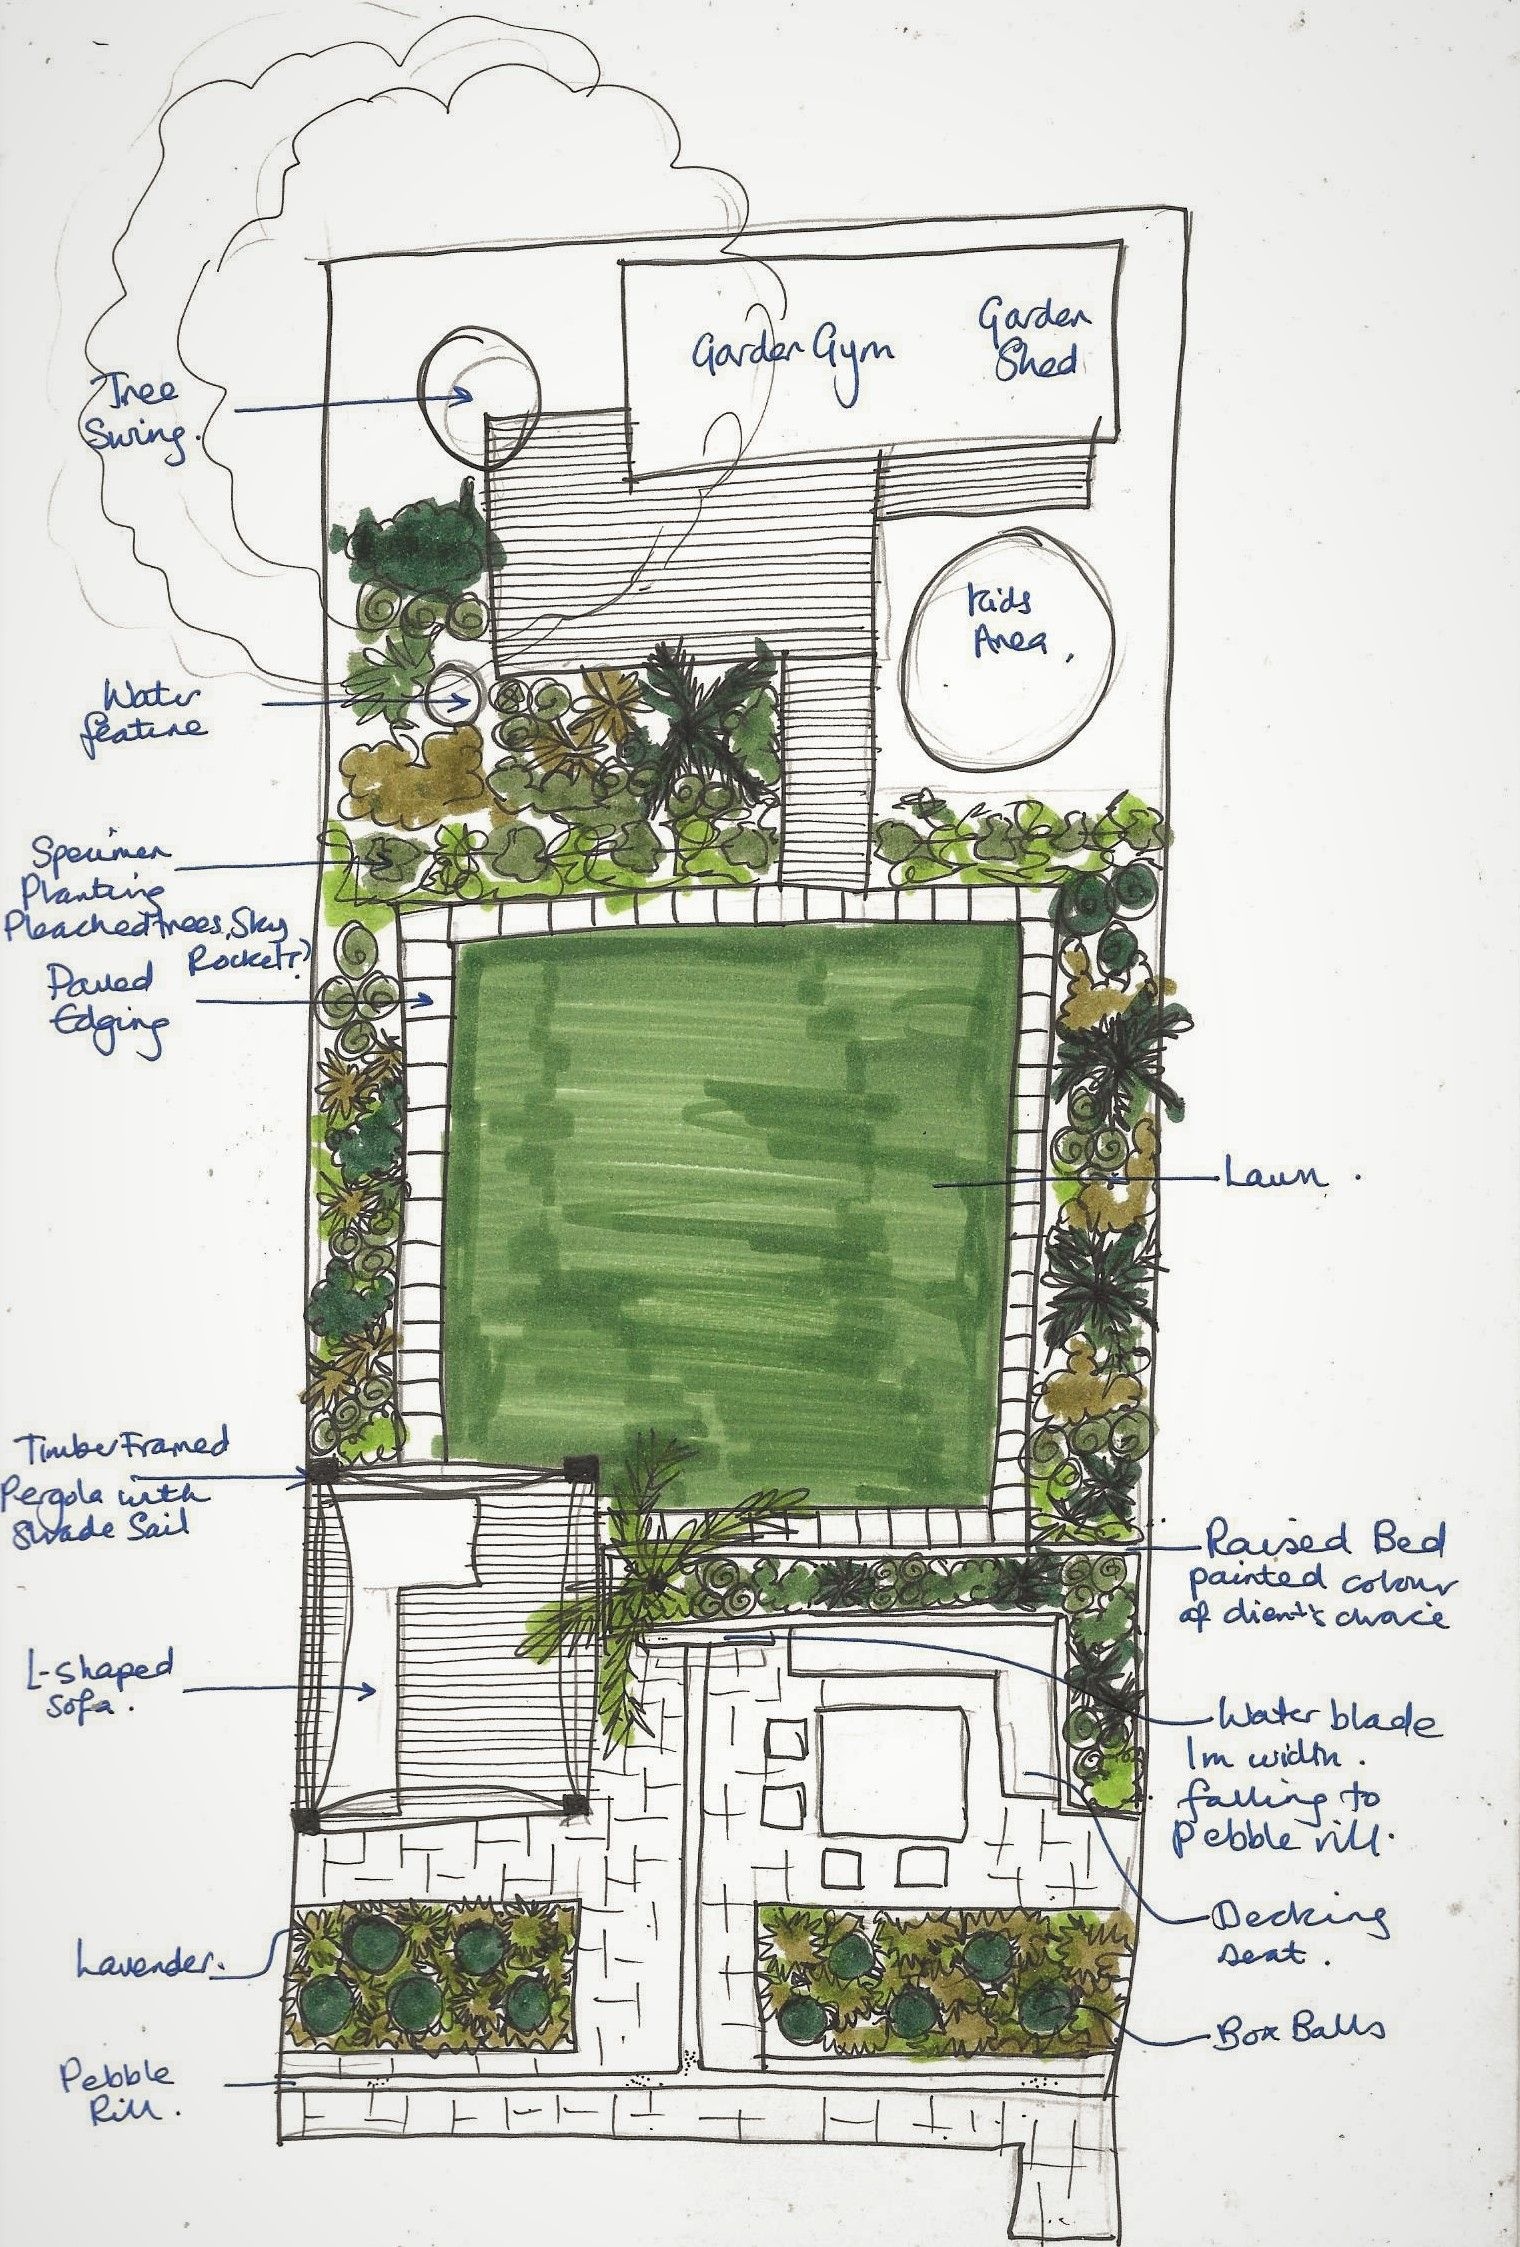 Garden Gym
Garden
Shed
Tree
Swing.
Kids
Area.
Water
feature
Specimen
Planting
Pleached trees, Sky
Rocket?)
Paved
Edging
Lawn.
Timber Framed
Pergola with
Shade Sail
Raised Bed
painted colour
of client's choice
L-shaped
Sofa.
Water blade
1m width.
falling to
Pebble rill.
Decking
seat.
Lavender.
Box Balls
Pebble
Rill.